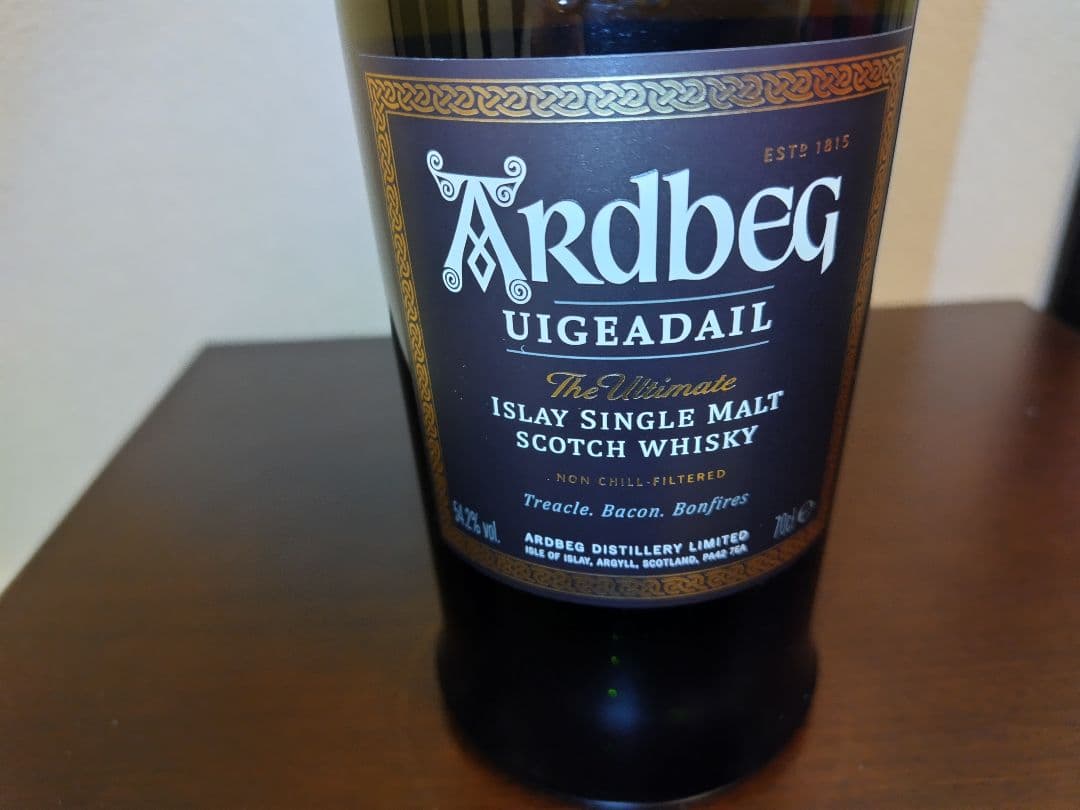 ESTD 1815
ARDBEG
UIGEADAIL
The Ultimate
ISLAY SINGLE MALT
SCOTCH WHISKY
NON CHILL-FILTERED
Treacle. Bacon. Bonfires
54.2% vol.
70cl e
ARDBEG DISTILLERY LIMITED
ISLE OF ISLAY, ARGYLL, SCOTLAND, PA42 7EA